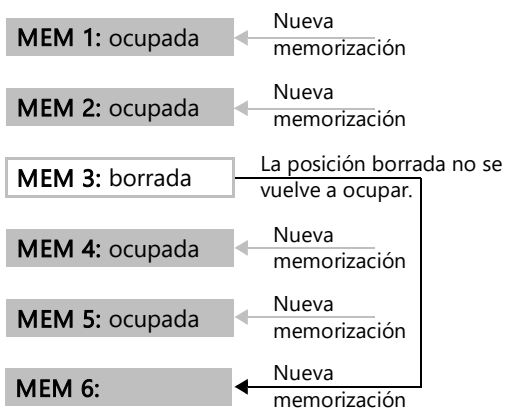 MEM 1: ocupada
Nueva
memorización
MEM 2: ocupada
Nueva
memorización
MEM 3: borrada
La posición borrada no se
vuelve a ocupar.
MEM 4: ocupada
Nueva
memorización
MEM 5: ocupada
Nueva
memorización
MEM 6:
Nueva
memorización